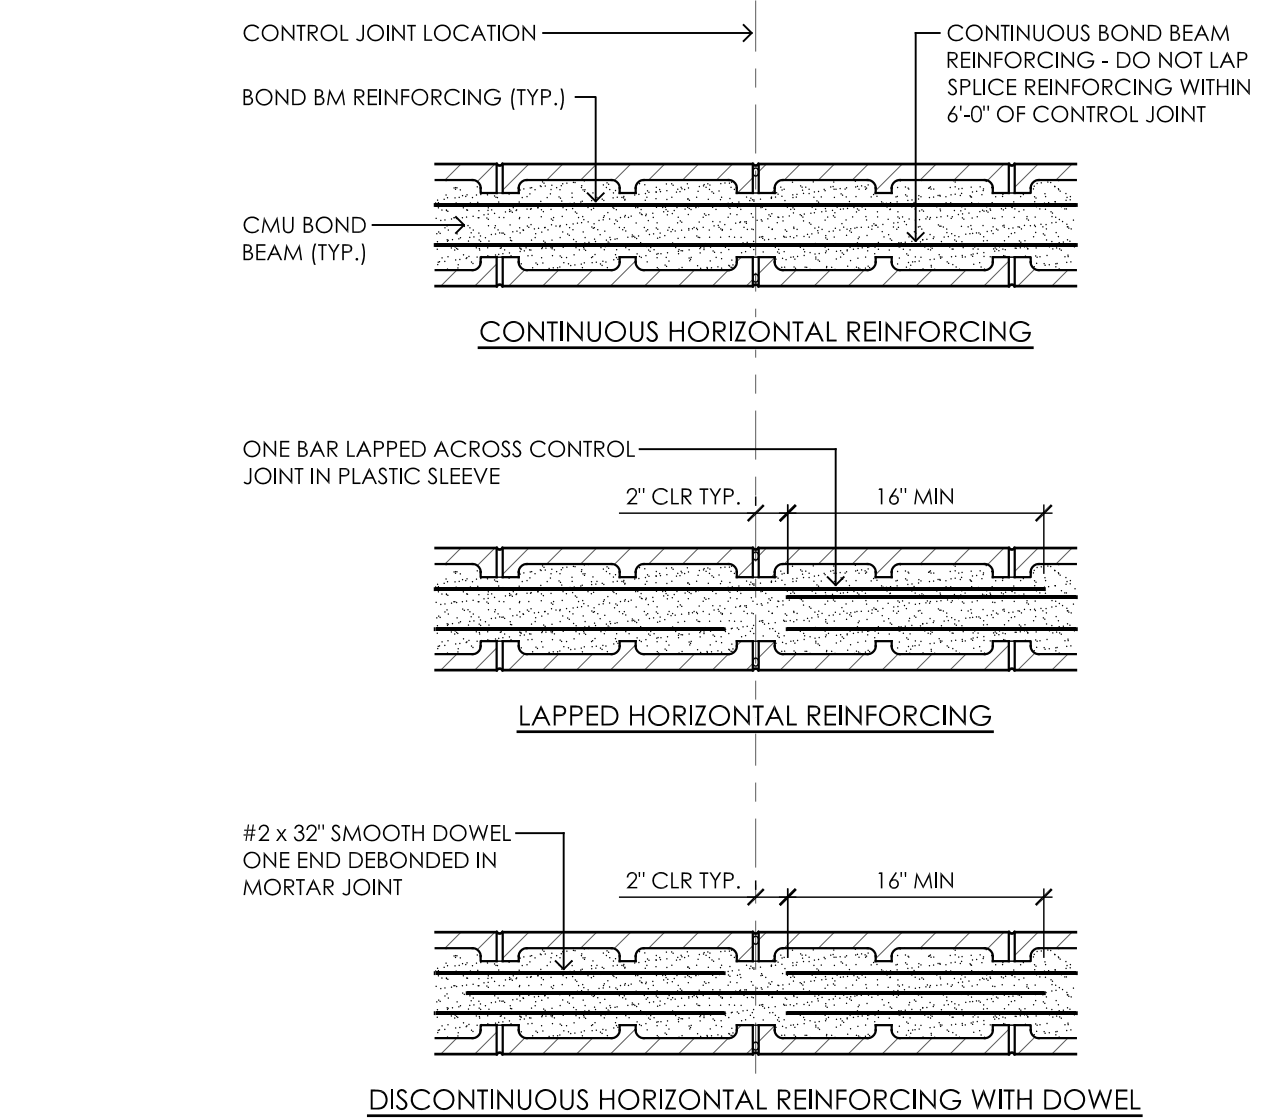 CONTROL JOINT LOCATION
BOND BM REINFORCING (TYP.)
CONTINUOUS BOND BEAM
REINFORCING - DO NOT LAP
SPLICE REINFORCING WITHIN
6'-0" OF CONTROL JOINT
CMU BOND
BEAM (TYP.)
CONTINUOUS HORIZONTAL REINFORCING
ONE BAR LAPPED ACROSS CONTROL
JOINT IN PLASTIC SLEEVE
2" CLR TYP.
16" MIN
LAPPED HORIZONTAL REINFORCING
#2 x 32" SMOOTH DOWEL
ONE END DEBONDED IN
MORTAR JOINT
2" CLR TYP.
16" MIN
DISCONTINUOUS HORIZONTAL REINFORCING WITH DOWEL